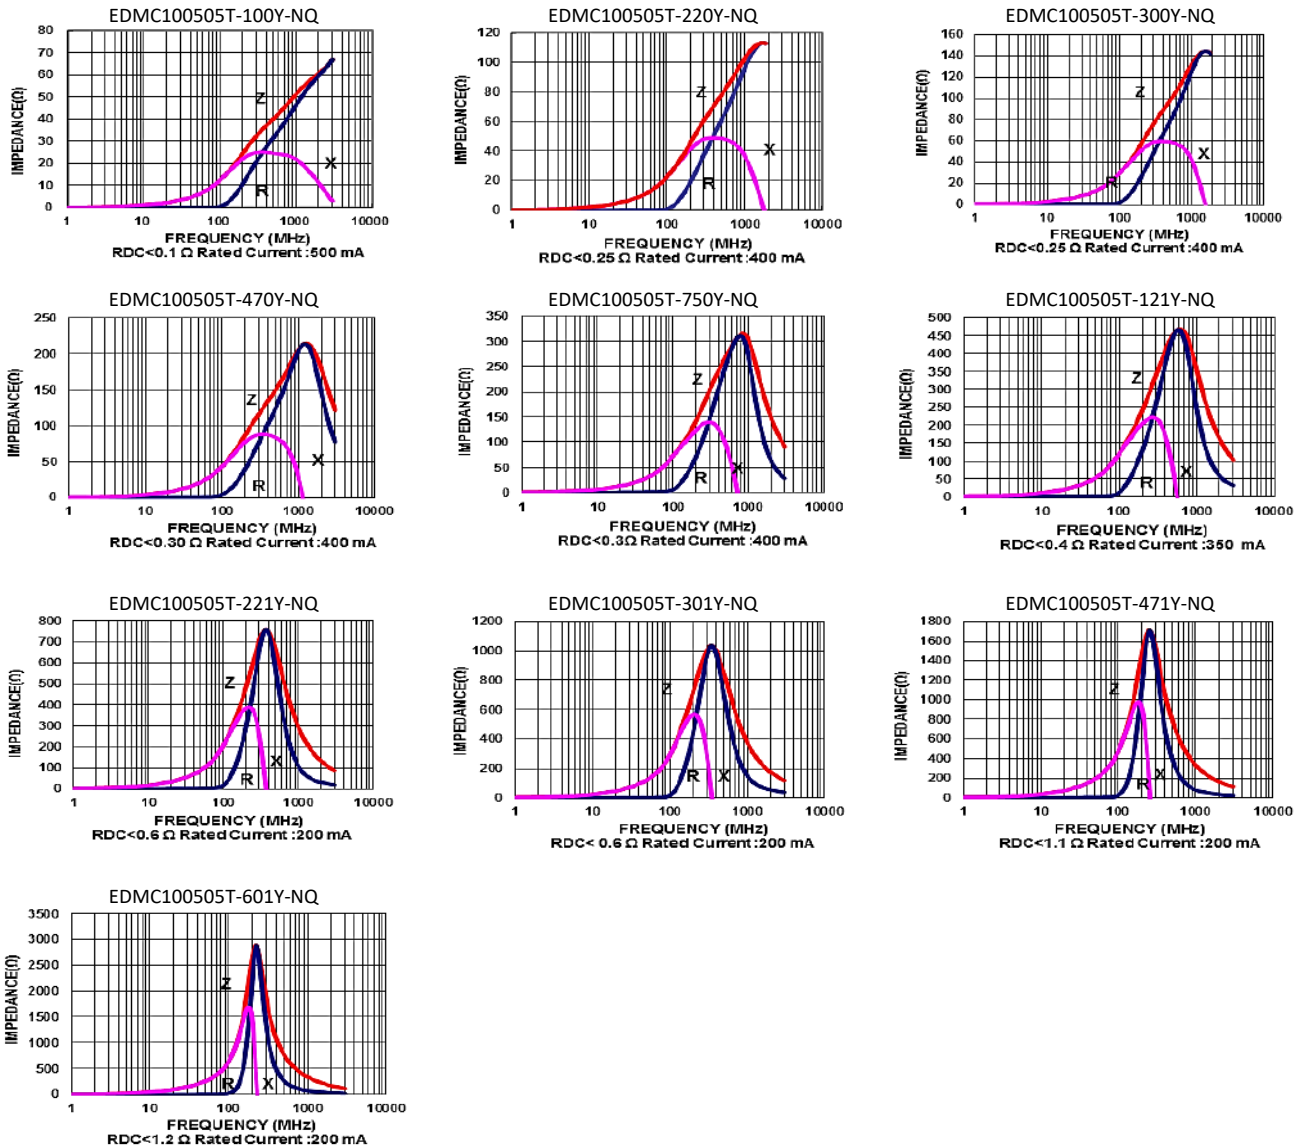 EDMC100505T-100Y-NQ
80
70
60
50
40
30
20
10
0
IMPEDANCE(Ω)
Z
X
R
1 10 100 1000 10000
FREQUENCY (MHz)
RDC<0.1 Ω Rated Current :500 mA
EDMC100505T-220Y-NQ
120
100
80
60
40
20
0
IMPEDANCE(Ω)
Z
X
R
1 10 100 1000 10000
FREQUENCY (MHz)
RDC<0.25 Ω Rated Current :400 mA
EDMC100505T-300Y-NQ
160
140
120
100
80
60
40
20
0
IMPEDANCE(Ω)
Z
X
R
1 10 100 1000 10000
FREQUENCY (MHz)
RDC<0.25 Ω Rated Current :400 mA
EDMC100505T-470Y-NQ
250
200
150
100
50
0
IMPEDANCE(Ω)
Z
X
R
1 10 100 1000 10000
FREQUENCY (MHz)
RDC<0.30 Ω Rated Current :400 mA
EDMC100505T-750Y-NQ
350
300
250
200
150
100
50
0
IMPEDANCE(Ω)
Z
X
R
1 10 100 1000 10000
FREQUENCY (MHz)
RDC<0.3Ω Rated Current :400 mA
EDMC100505T-121Y-NQ
500
450
400
350
300
250
200
150
100
50
0
IMPEDANCE(Ω)
Z
X
R
1 10 100 1000 10000
FREQUENCY (MHz)
RDC<0.4 Ω Rated Current :350 mA
EDMC100505T-221Y-NQ
800
700
600
500
400
300
200
100
0
IMPEDANCE(Ω)
Z
X
R
1 10 100 1000 10000
FREQUENCY (MHz)
RDC<0.6 Ω Rated Current :200 mA
EDMC100505T-301Y-NQ
1200
1000
800
600
400
200
0
IMPEDANCE(Ω)
Z
R X
1 10 100 1000 10000
FREQUENCY (MHz)
RDC< 0.6 Ω Rated Current :200 mA
EDMC100505T-471Y-NQ
1800
1600
1400
1200
1000
800
600
400
200
0
IMPEDANCE(Ω)
Z
X
R
1 10 100 1000 10000
FREQUENCY (MHz)
RDC<1.1 Ω Rated Current :200 mA
EDMC100505T-601Y-NQ
3500
3000
2500
2000
1500
1000
500
0
IMPEDANCE(Ω)
Z
R X
1 10 100 1000 10000
FREQUENCY (MHz)
RDC<1.2 Ω Rated Current :200 mA